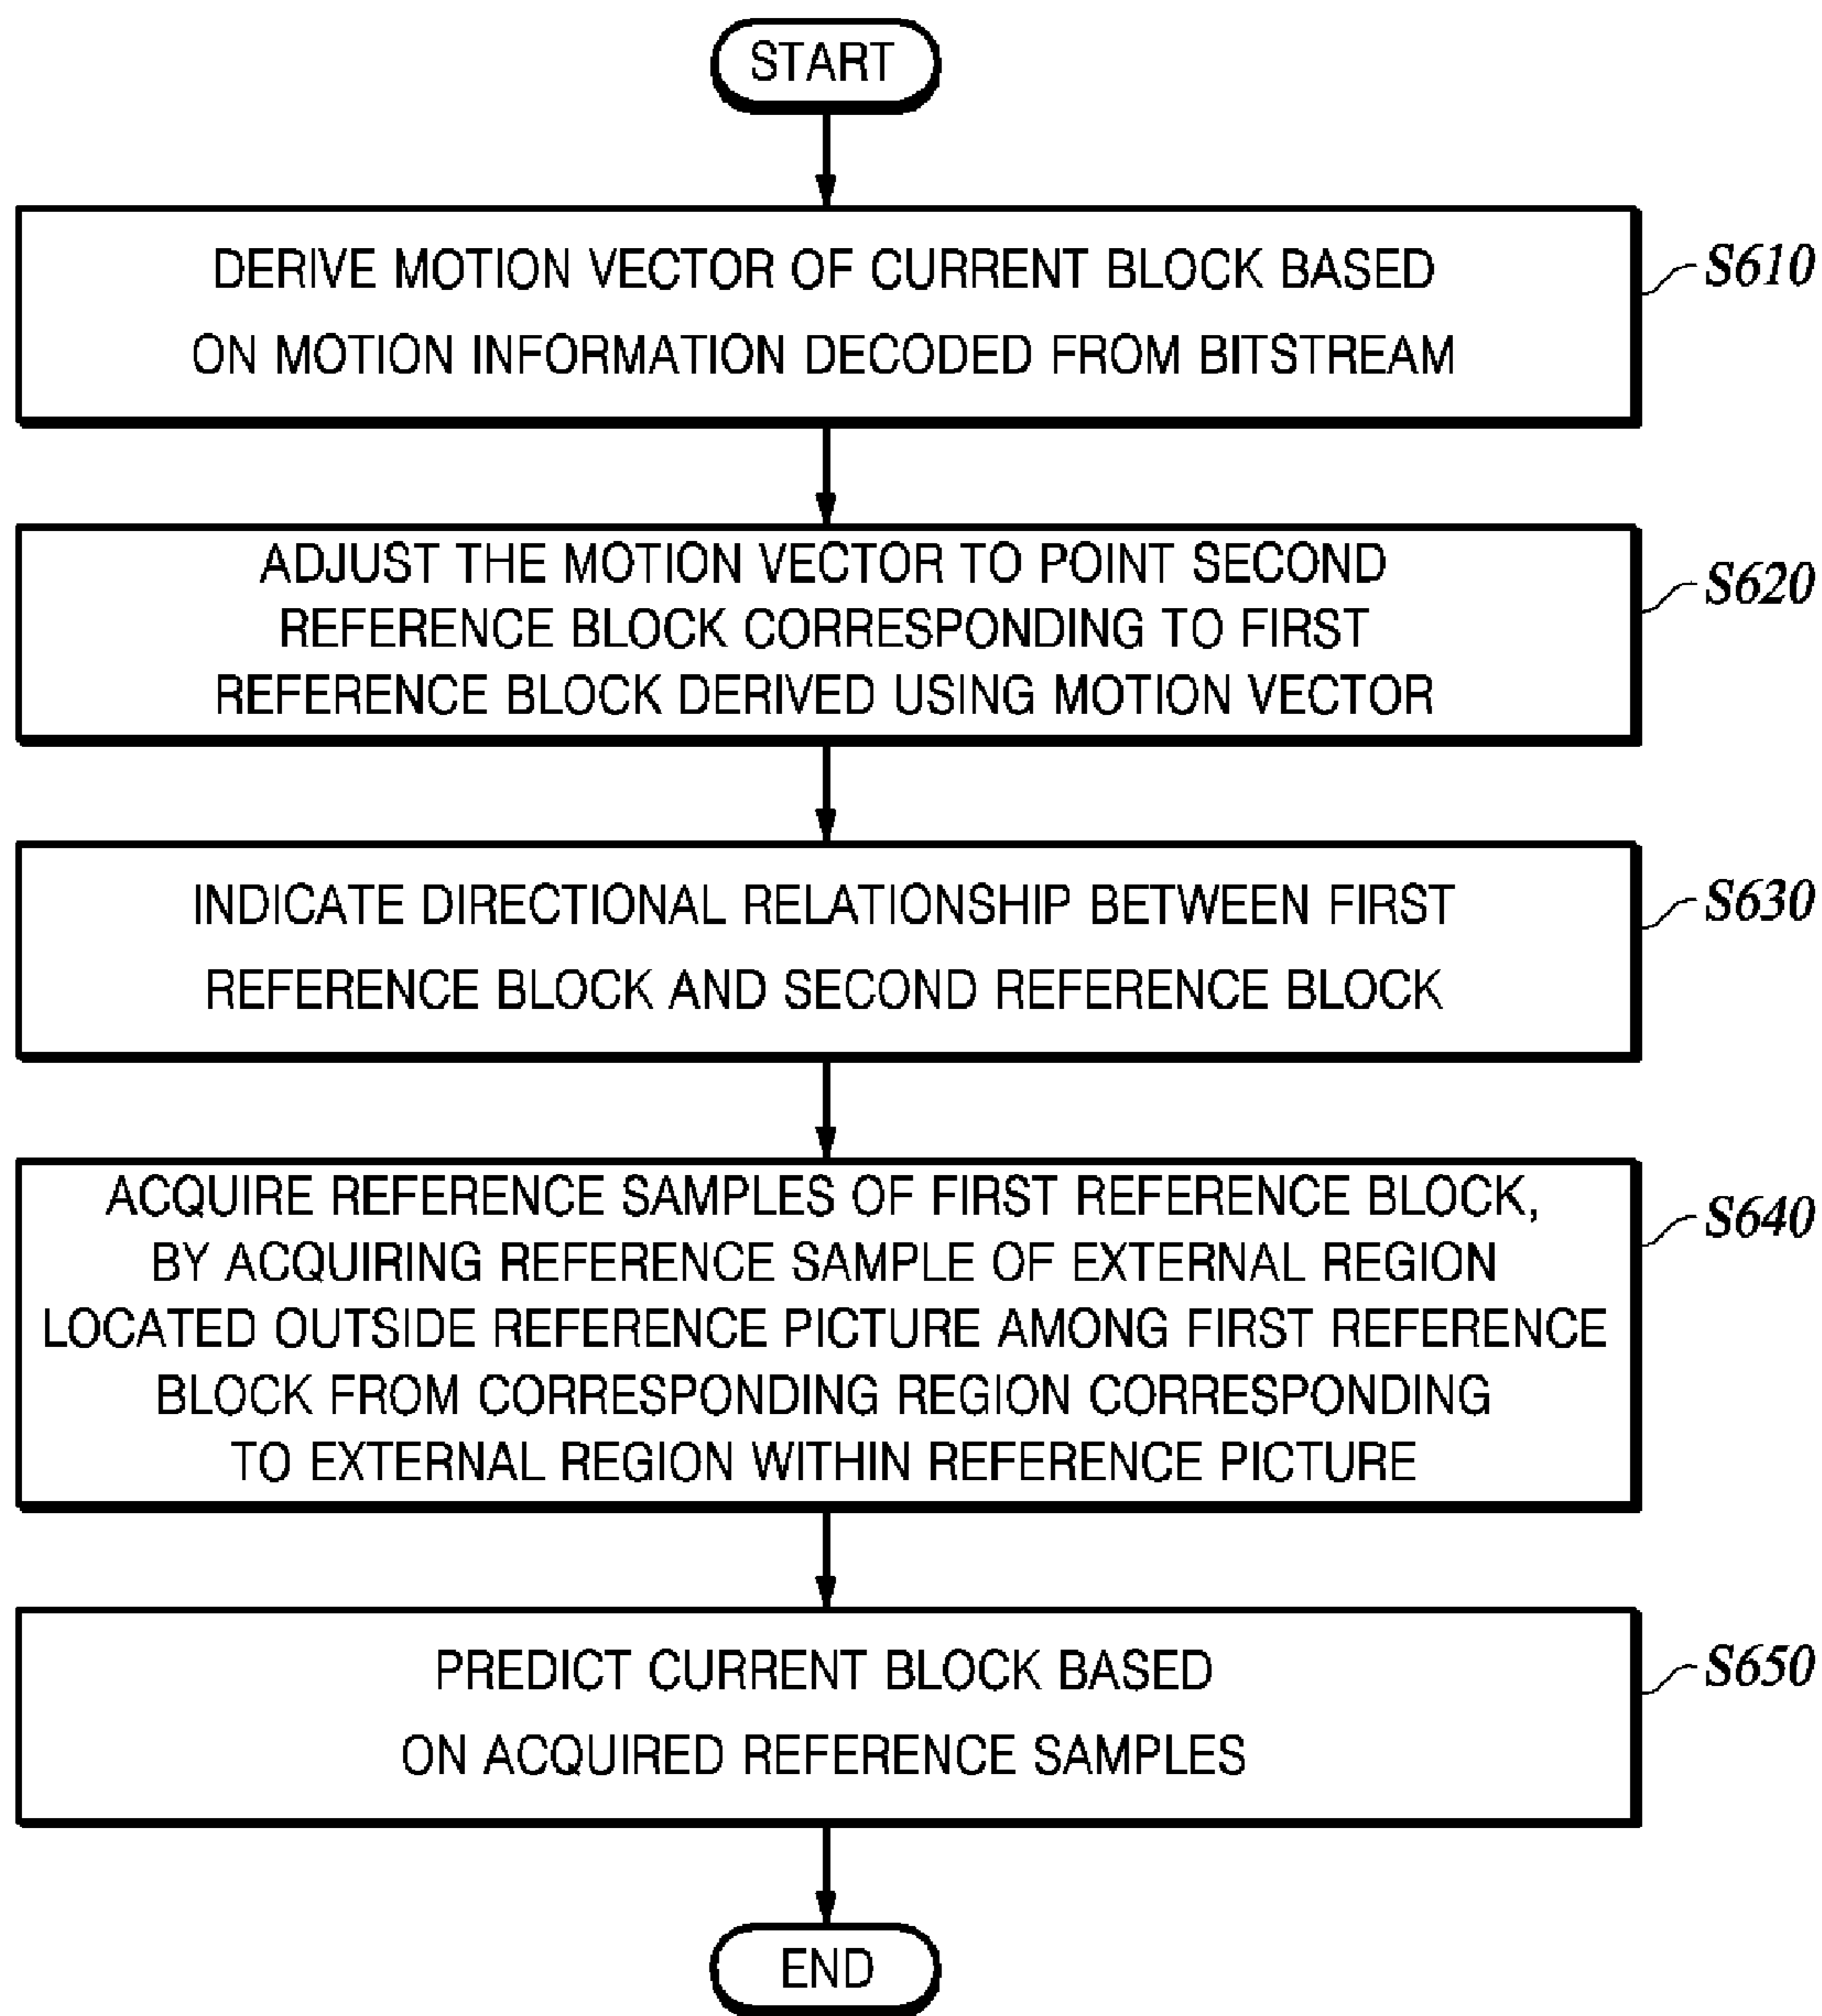 START
DERIVE MOTION VECTOR OF CURRENT BLOCK BASED
ON MOTION INFORMATION DECODED FROM BITSTREAM
S610
ADJUST THE MOTION VECTOR TO POINT SECOND
REFERENCE BLOCK CORRESPONDING TO FIRST
REFERENCE BLOCK DERIVED USING MOTION VECTOR
S620
INDICATE DIRECTIONAL RELATIONSHIP BETWEEN FIRST
REFERENCE BLOCK AND SECOND REFERENCE BLOCK
S630
ACQUIRE REFERENCE SAMPLES OF FIRST REFERENCE BLOCK,
BY ACQUIRING REFERENCE SAMPLE OF EXTERNAL REGION
LOCATED OUTSIDE REFERENCE PICTURE AMONG FIRST REFERENCE
BLOCK FROM CORRESPONDING REGION CORRESPONDING
TO EXTERNAL REGION WITHIN REFERENCE PICTURE
S640
PREDICT CURRENT BLOCK BASED
ON ACQUIRED REFERENCE SAMPLES
S650
END